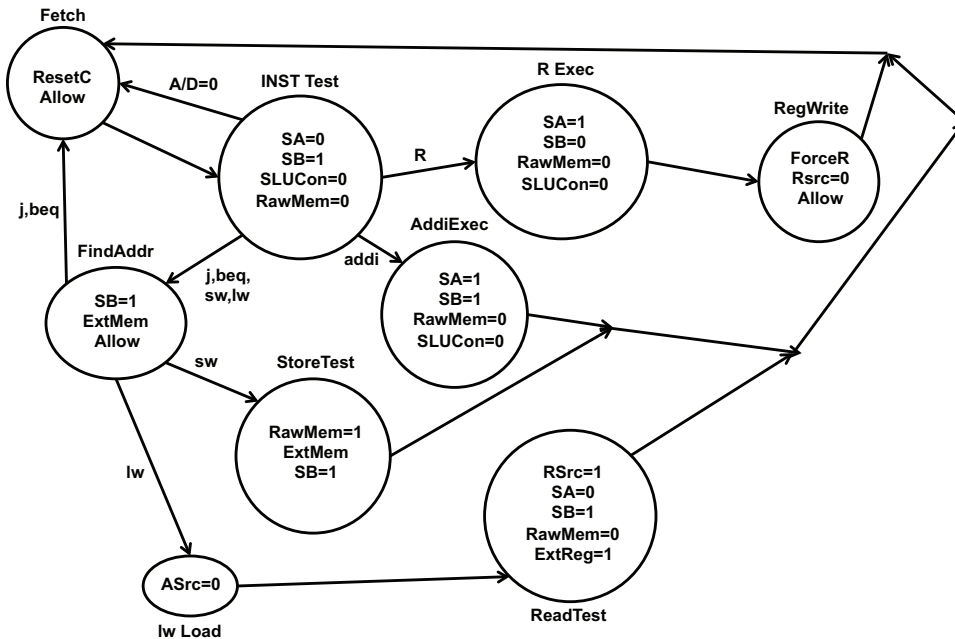 Fetch
ResetC
Allow
A/D=0
INST Test
SA=0
SB=1
SLUCon=0
RawMem=0
R
R Exec
SA=1
SB=0
RawMem=0
SLUCon=0
RegWrite
ForceR
Rsrc=0
Allow
j,beq
FindAddr
SB=1
ExtMem
Allow
j,beq,
sw,lw
addi
AddiExec
SA=1
SB=1
RawMem=0
SLUCon=0
sw
StoreTest
RawMem=1
ExtMem
SB=1
lw
ASrc=0
lw Load
RSrc=1
SA=0
SB=1
RawMem=0
ExtReg=1
ReadTest